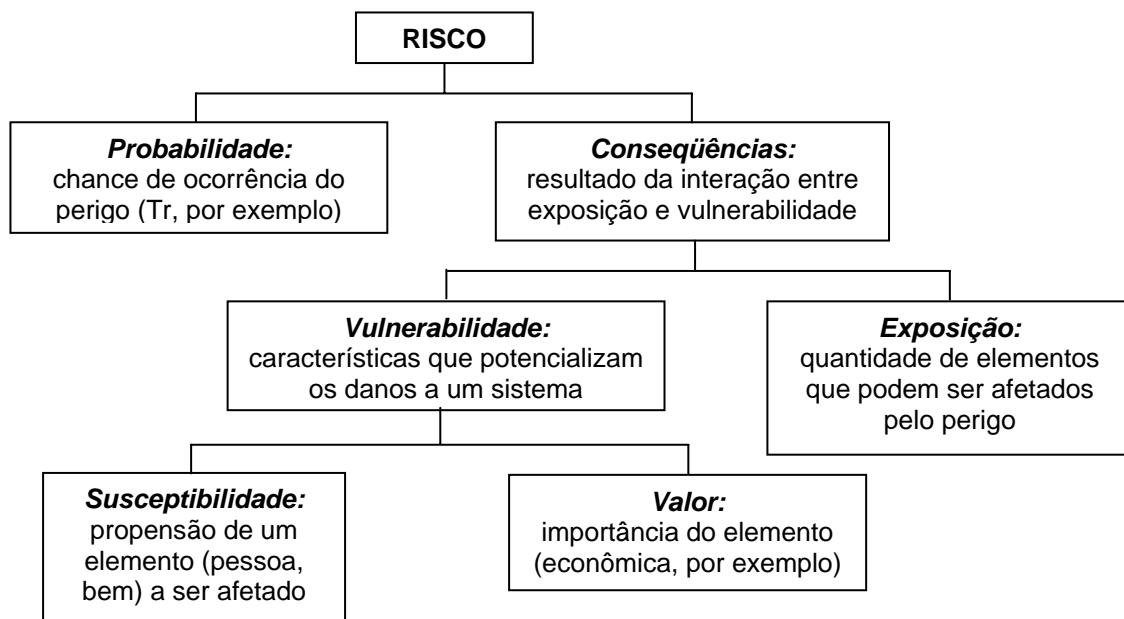 RISCO
Probabilidade:
chance de ocorrência do
perigo (Tr, por exemplo)
Conseqüências:
resultado da interação entre
exposição e vulnerabilidade
Vulnerabilidade:
características que potencializam
os danos a um sistema
Exposição:
quantidade de elementos
que podem ser afetados
pelo perigo
Susceptibilidade:
propensão de um
elemento (pessoa,
bem) a ser afetado
Valor:
importância do elemento
(econômica, por exemplo)